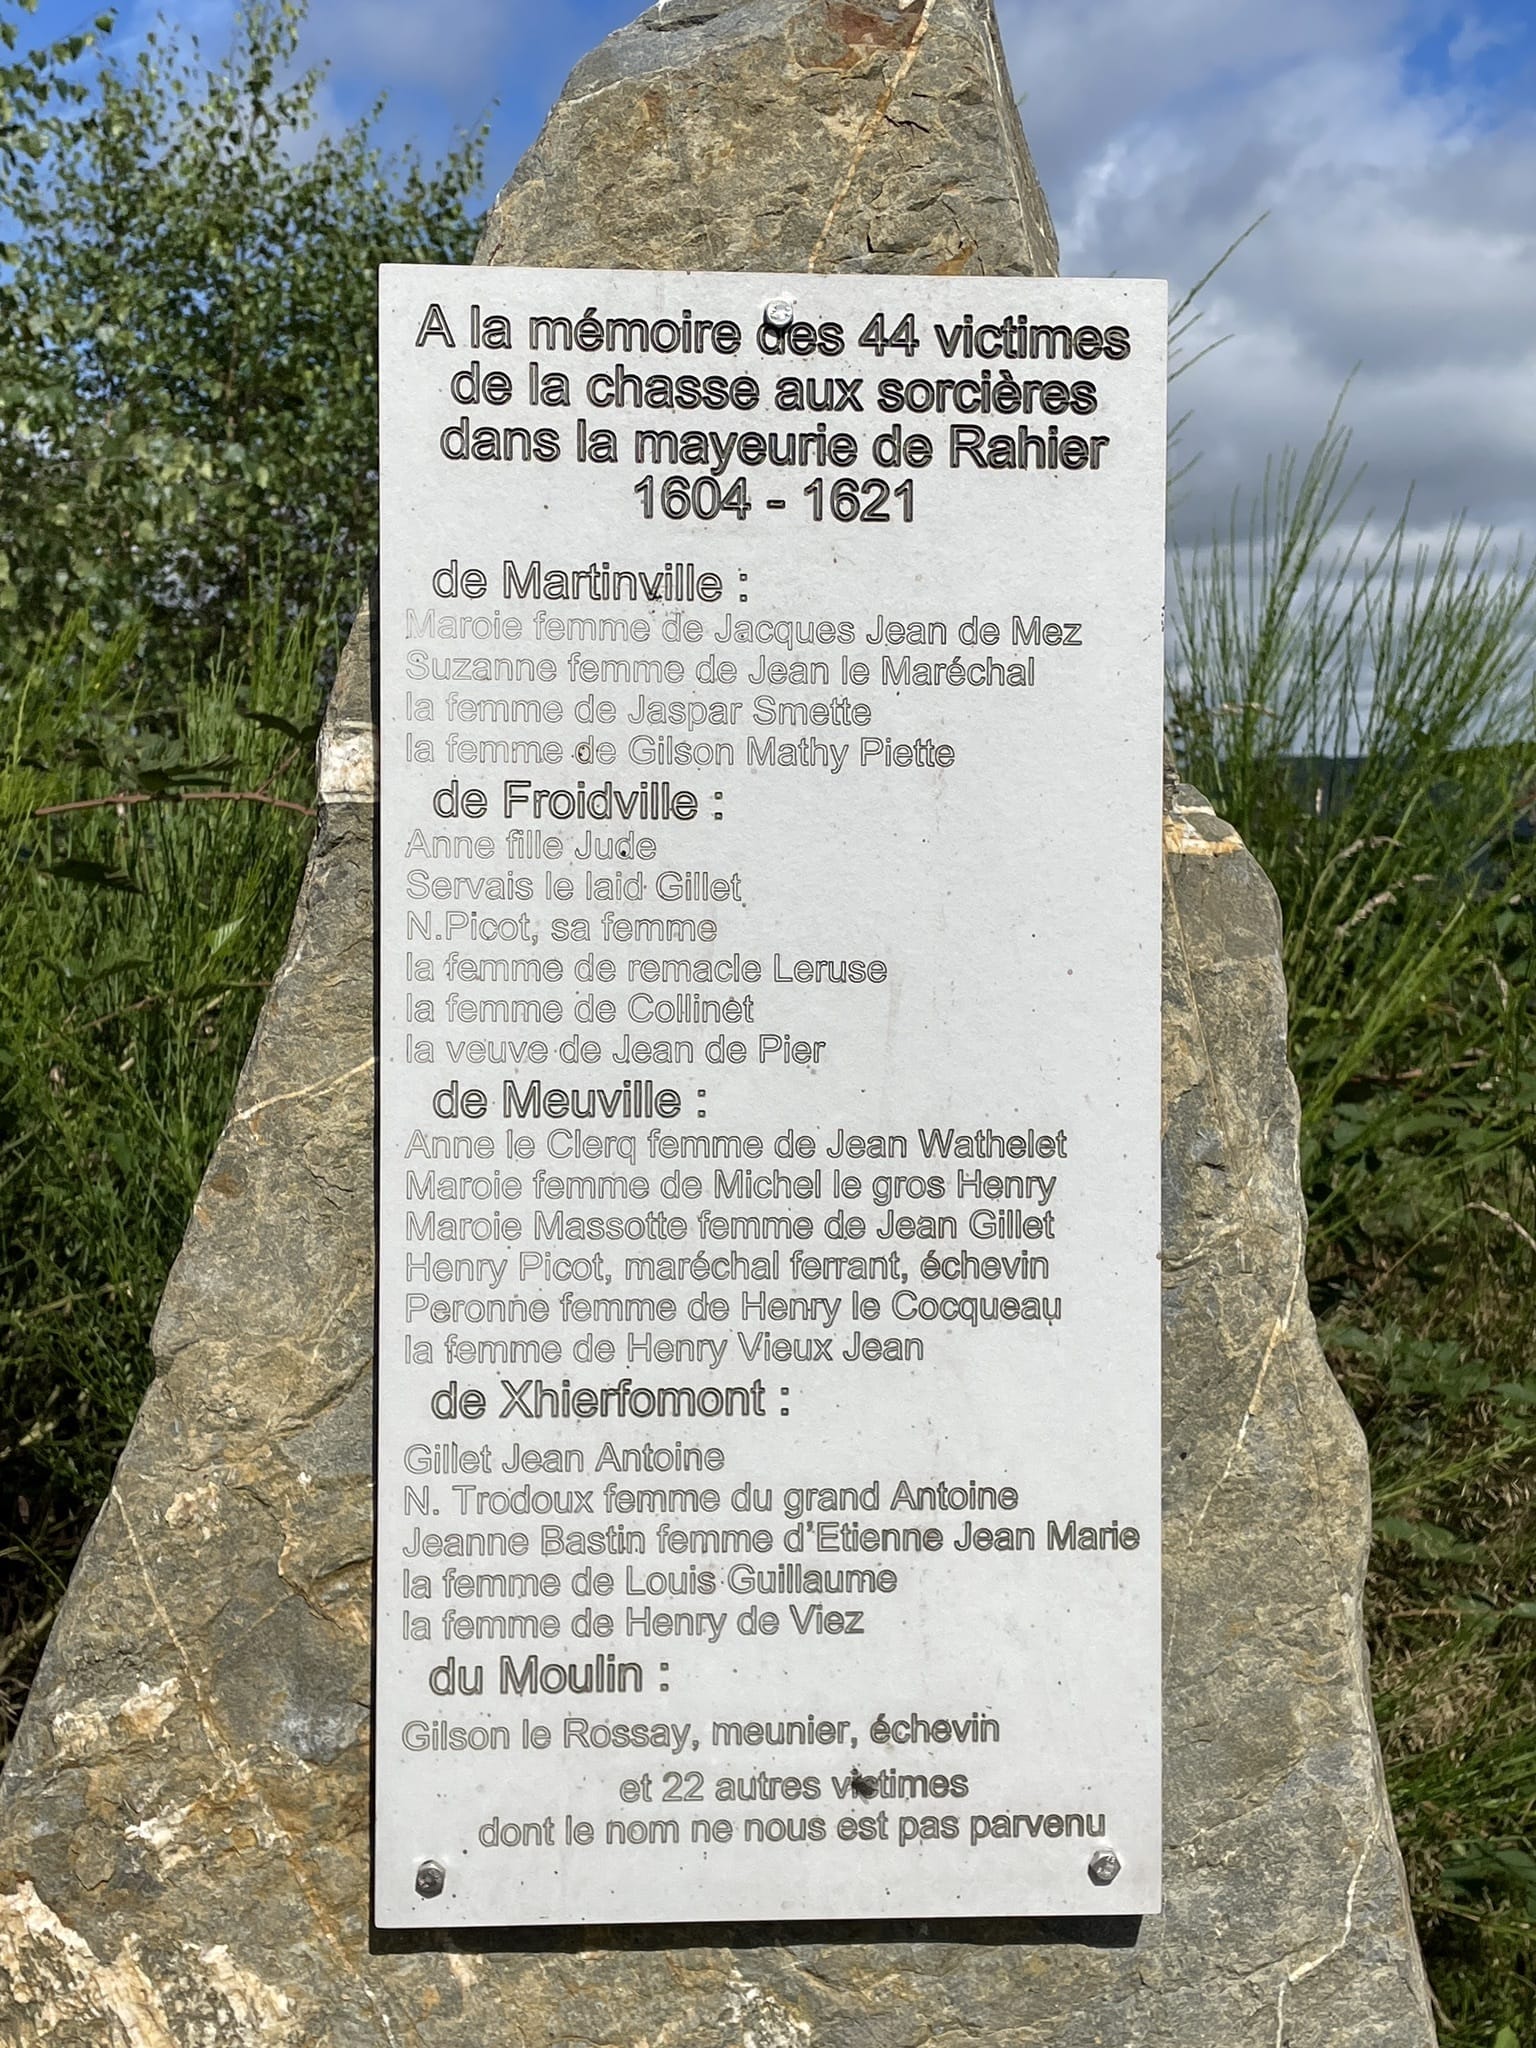 A la mémoire des 44 victimes
de la chasse aux sorcières
dans la mayeurie de Rahier
1604 - 1621
de Martinville :
Maroie femme de Jacques Jean de Mez
Suzanne femme de Jean le Maréchal
la femme de Jaspar Smette
la femme de Gilson Mathy Piette
de Froidville :
Anne fille Jude
Servais le laid Gillet
N.Picot, sa femme
la femme de remacle Leruse
la femme de Collinet
la veuve de Jean de Pier
de Meuville :
Anne le Clerq femme de Jean Wathelet
Maroie femme de Michel le gros Henry
Maroie Massotte femme de Jean Gillet
Henry Picot, maréchal ferrant, échevin
Peronne femme de Henry le Cocqueau
la femme de Henry Vieux Jean
de Xhierfomont :
Gillet Jean Antoine
N. Trodoux femme du grand Antoine
Jeanne Bastin femme d'Etienne Jean Marie
la femme de Louis Guillaume
la femme de Henry de Viez
du Moulin :
Gilson le Rossay, meunier, échevin
et 22 autres victimes
dont le nom ne nous est pas parvenu